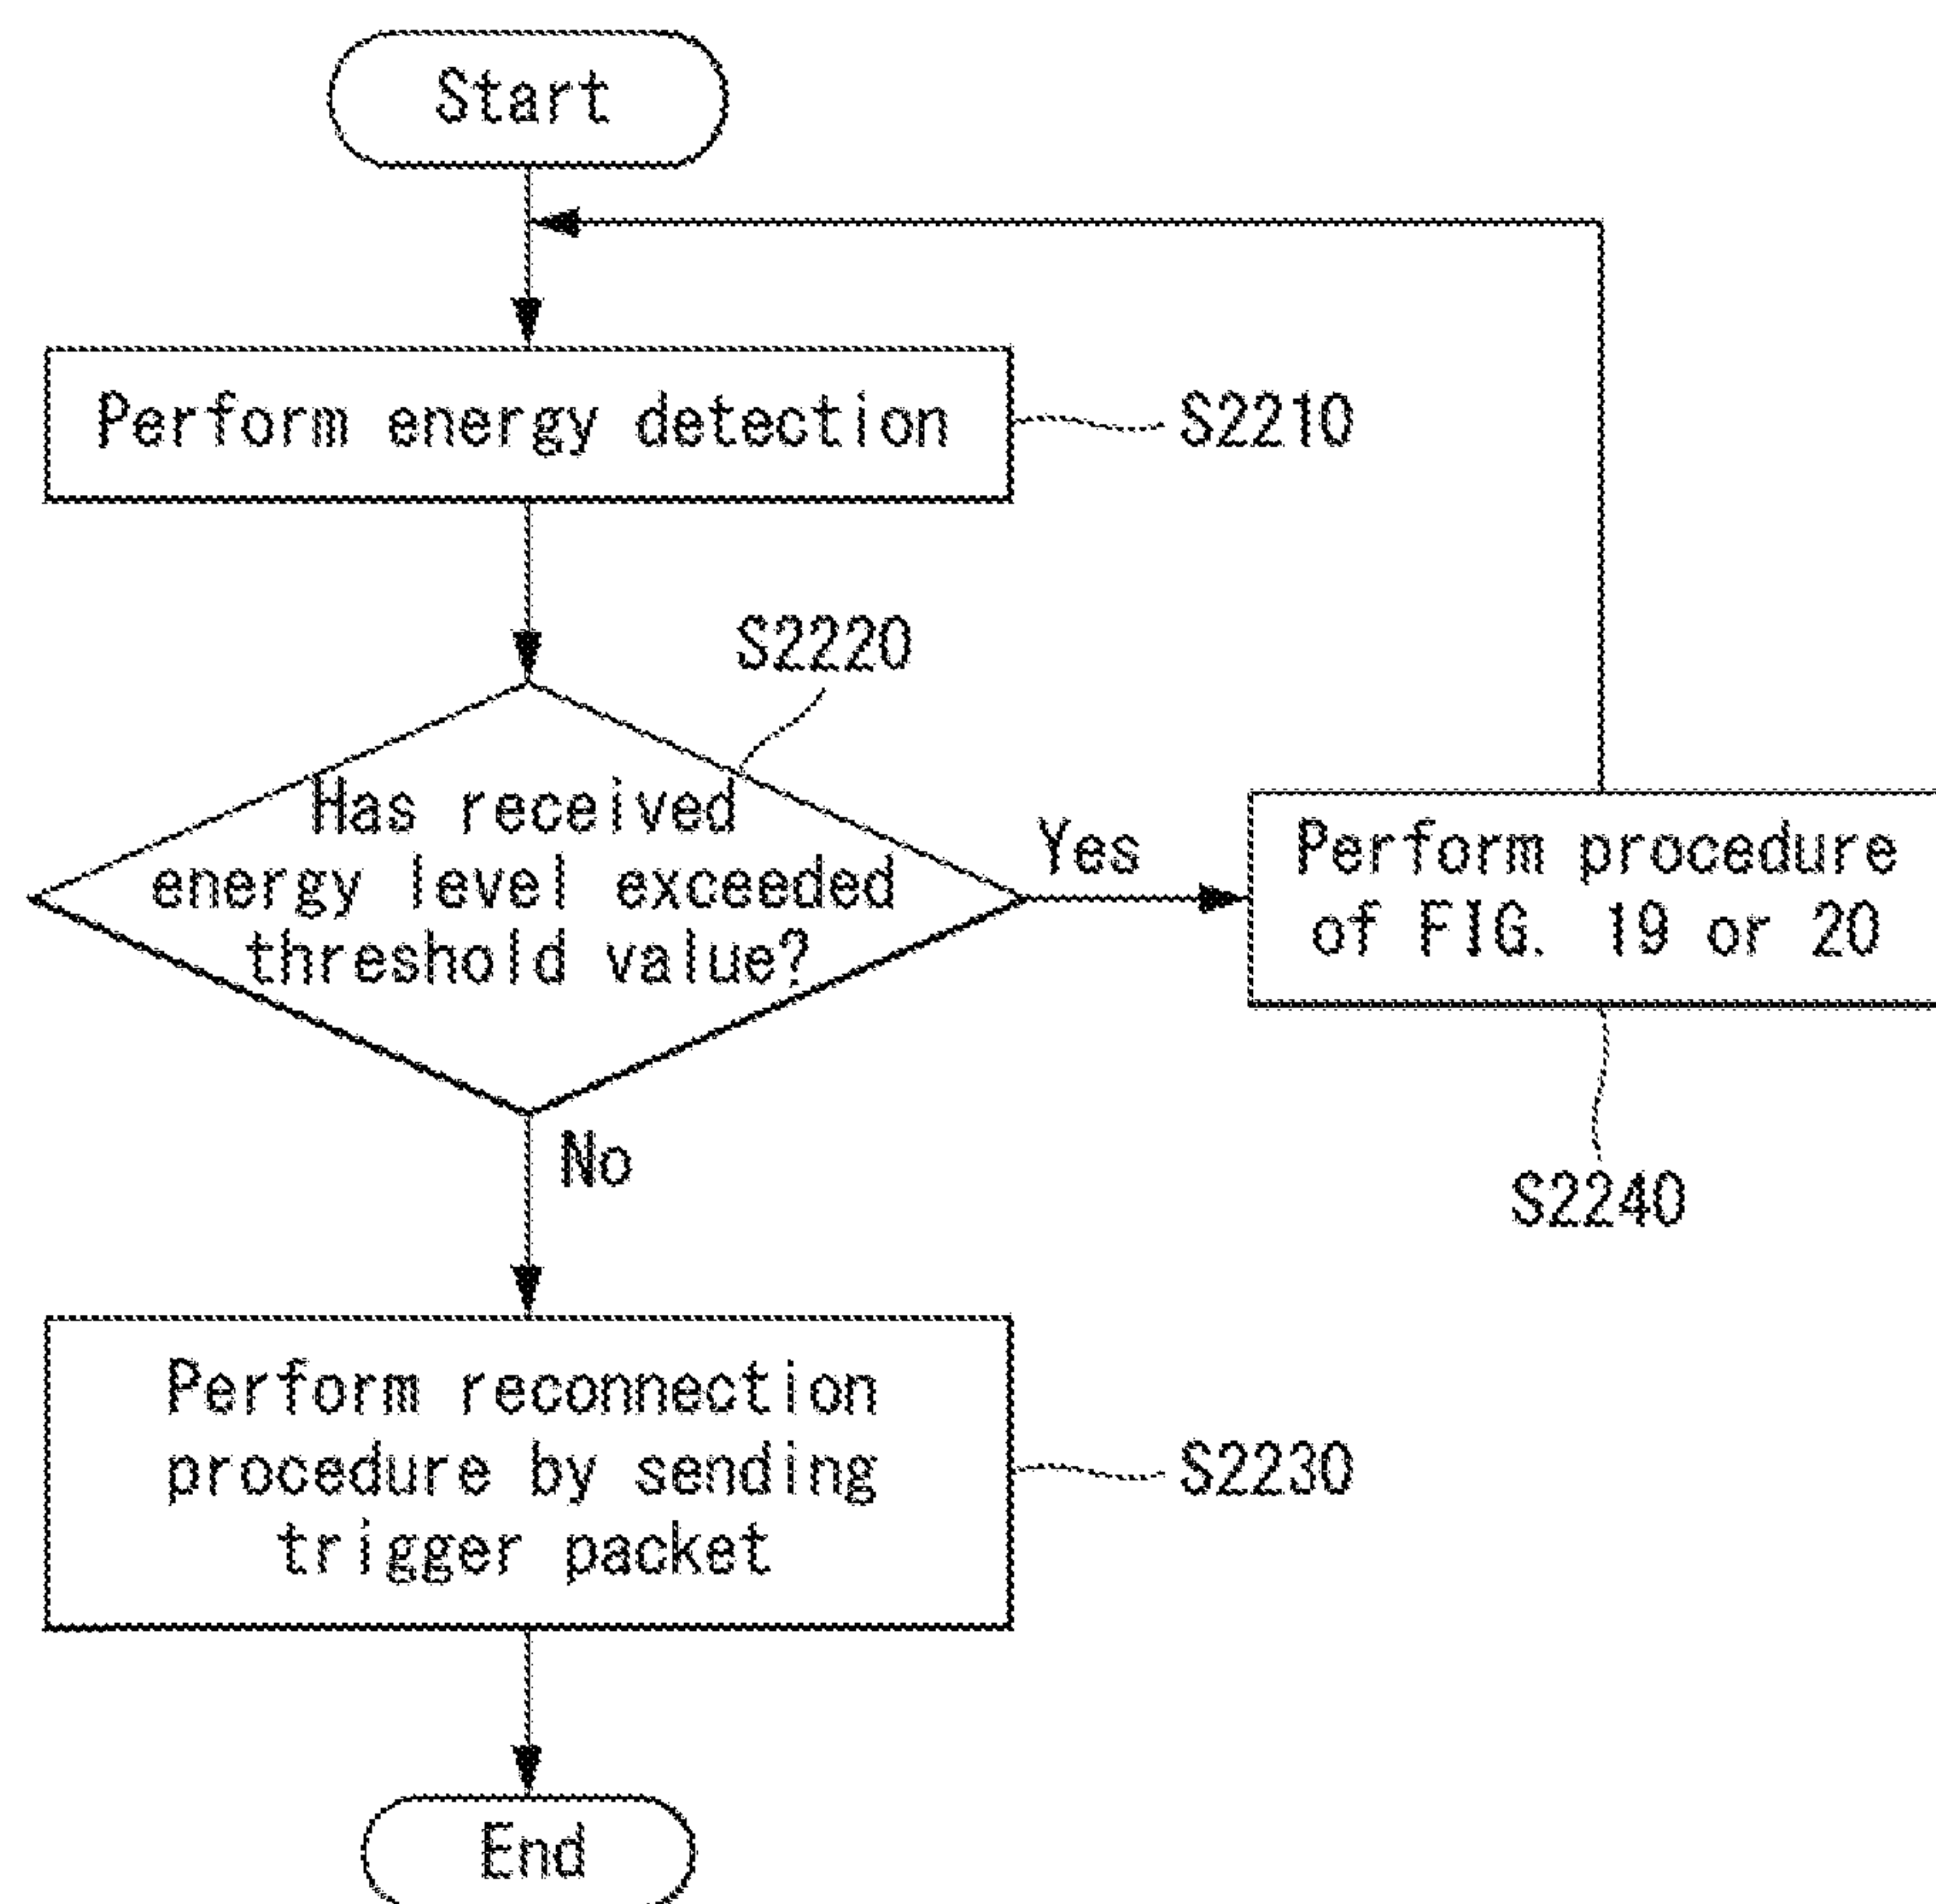 Start
Perform energy detection
S2210
S2220
Has received
energy level exceeded
threshold value?
Yes
Perform procedure
of FIG. 19 or 20
S2240
No
Perform reconnection
procedure by sending
trigger packet
S2230
End